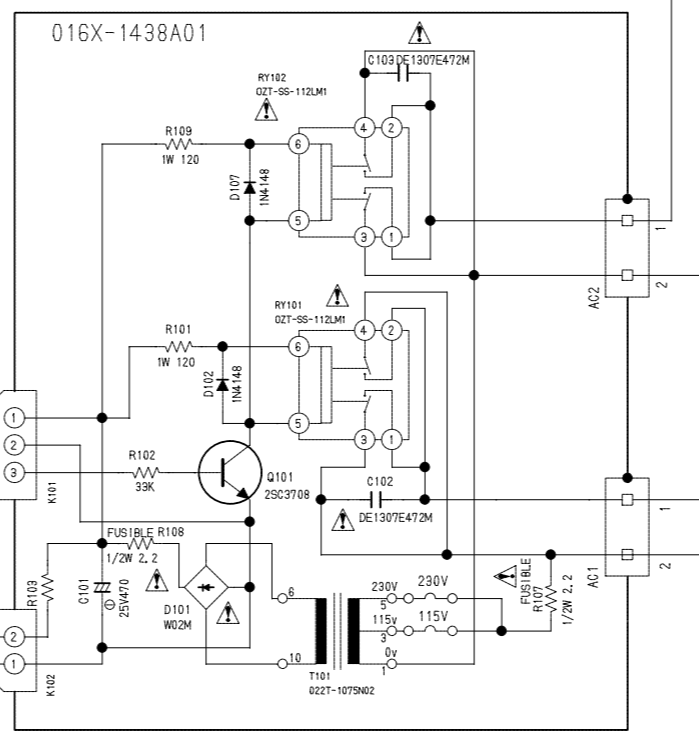 016X-1438A01
C103 DE1307E472M
RY102
OZT-SS-112LM1
R109
1W 120
4
2
6
D107
1N4148
5
3
1
1
2
AC2
RY101
OZT-SS-112LM1
R101
1W 120
4
2
6
D102
1N4148
5
3
1
1
2
3
K101
R102
33K
Q101
2SC3708
C102
DE1307E472M
1
2
AC1
FUSIBLE R108
1/2W 2.2
R103
C101
25V470
D101
W02M
6
10
T101
022T-1075N02
230V
5
230V
115v
3
115V
0v
1
FUSIBLE
R107
1/2W 2.2
2
1
K102